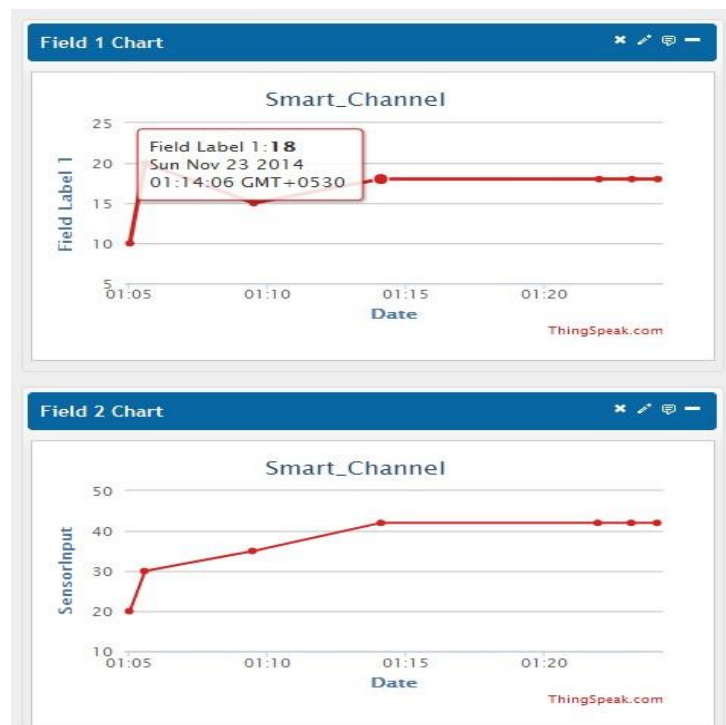 Field 1 Chart
Smart_Channel
25
20
15
10
5
Field Label 1
Field Label 1:18
Sun Nov 23 2014
01:14:06 GMT+0530
01:05 01:10 01:15 01:20
Date
ThingSpeak.com
Field 2 Chart
Smart_Channel
50
40
30
20
10
SensorInput
01:05 01:10 01:15 01:20
Date
ThingSpeak.com